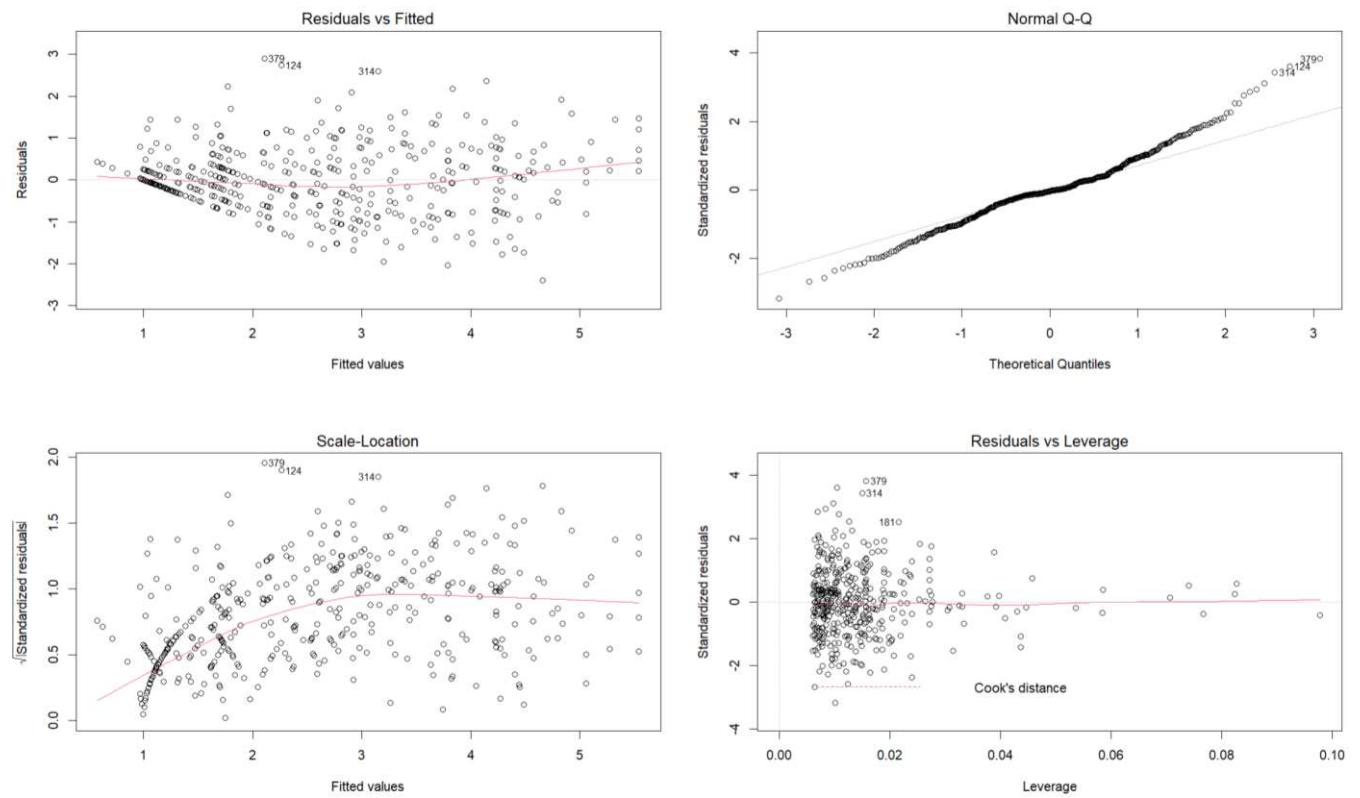 Residuals vs Fitted
Residuals
3
2
1
0
-1
-2
-3
379
124
314
1 2 3 4 5
Fitted values
Normal Q-Q
Standardized residuals
4
2
0
-2
379
124
314
-3 -2 -1 0 1 2 3
Theoretical Quantiles
Scale-Location
√|Standardized residuals|
2.0
1.5
1.0
0.5
0.0
379
124
314
1 2 3 4 5
Fitted values
Residuals vs Leverage
Standardized residuals
4
2
0
-2
-4
379
314
181
Cook's distance
0.00 0.02 0.04 0.06 0.08 0.10
Leverage